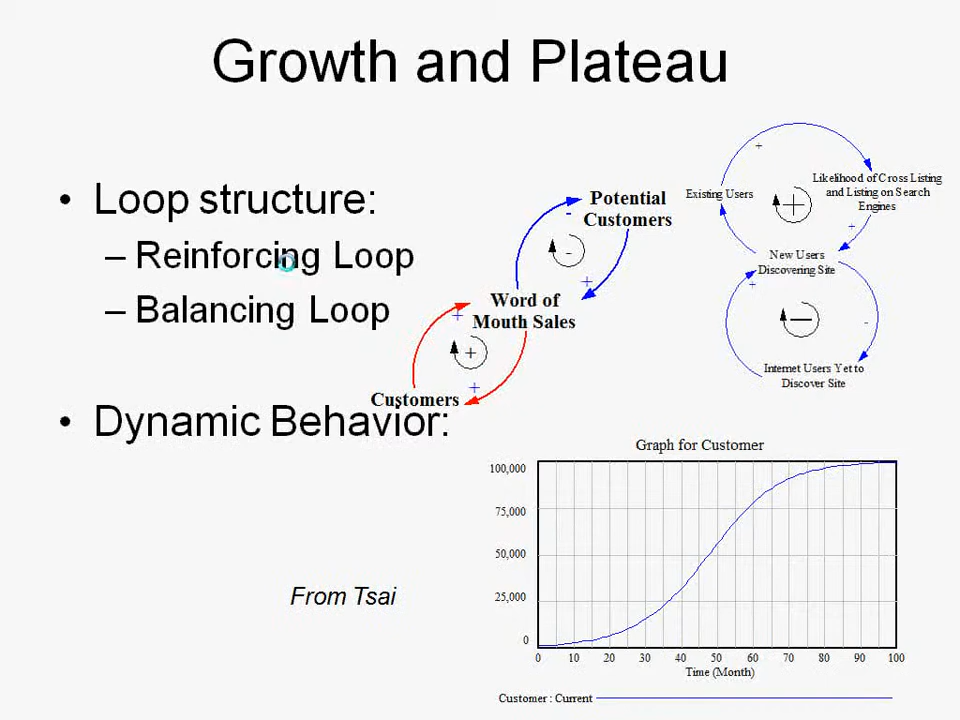 Growth and Plateau
• Loop structure:
– Reinforcing Loop
– Balancing Loop
• Dynamic Behavior:
From Tsai
Potential
Customers
-
-
+
Word of
Mouth Sales
+
+
+
Customers
+
Existing Users
Likelihood of Cross Listing
and Listing on Search
Engines
+
+
New Users
Discovering Site
+
-
—
Internet Users Yet to
Discover Site
Graph for Customer
100,000
75,000
50,000
25,000
0
0 10 20 30 40 50 60 70 80 90 100
Time (Month)
Customer : Current